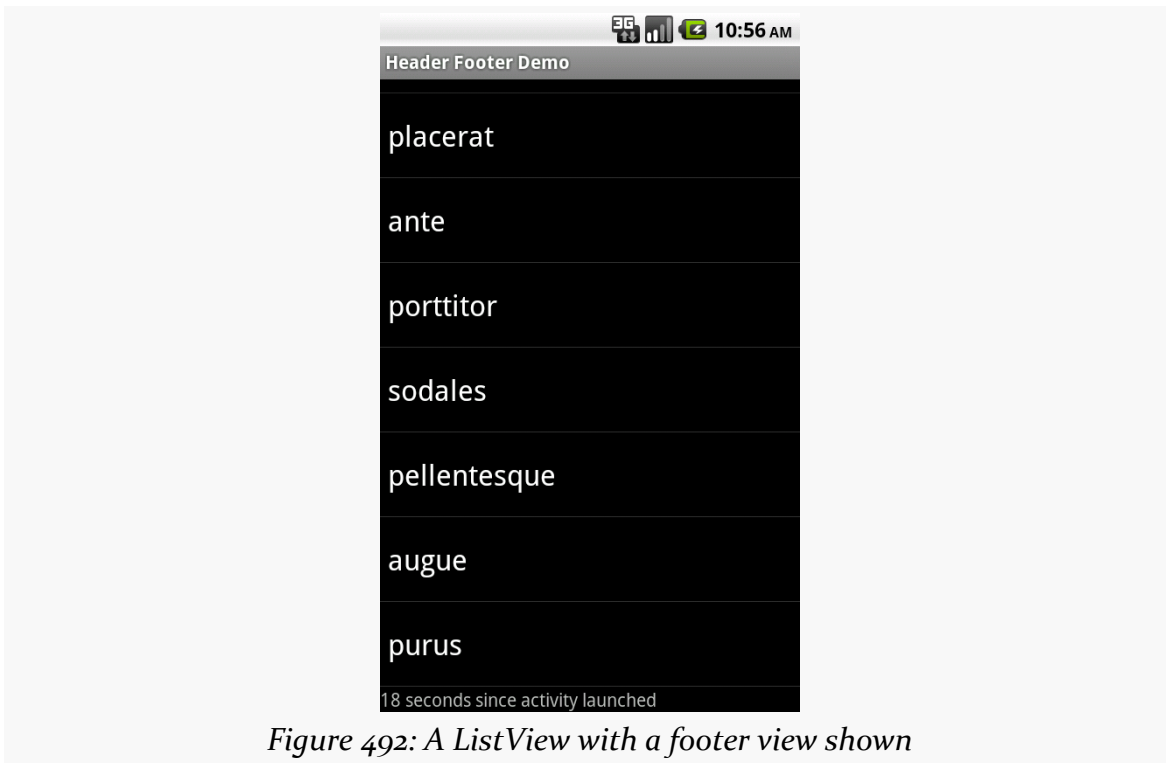 3G 10:56 AM
Header Footer Demo
placerat
ante
porttitor
sodales
pellentesque
augue
purus
18 seconds since activity launched
Figure 492: A ListView with a footer view shown